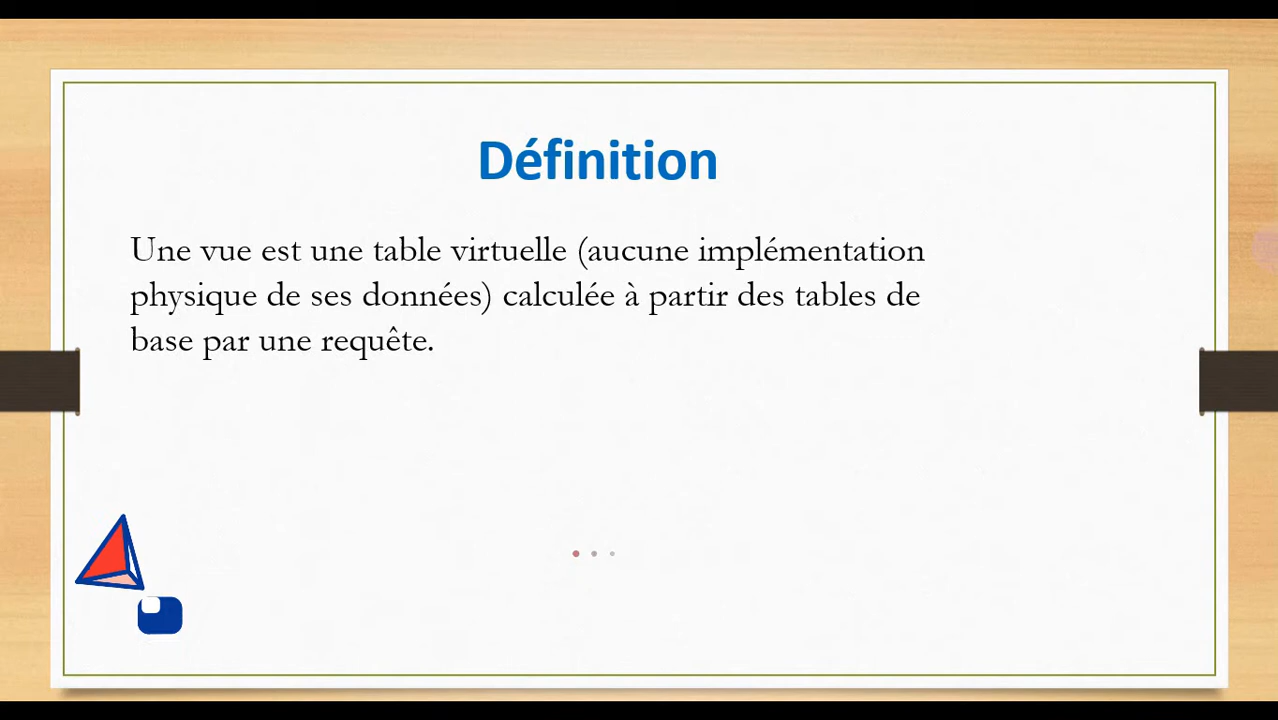 Définition
Une vue est une table virtuelle (aucune implémentation
physique de ses données) calculée à partir des tables de
base par une requête.